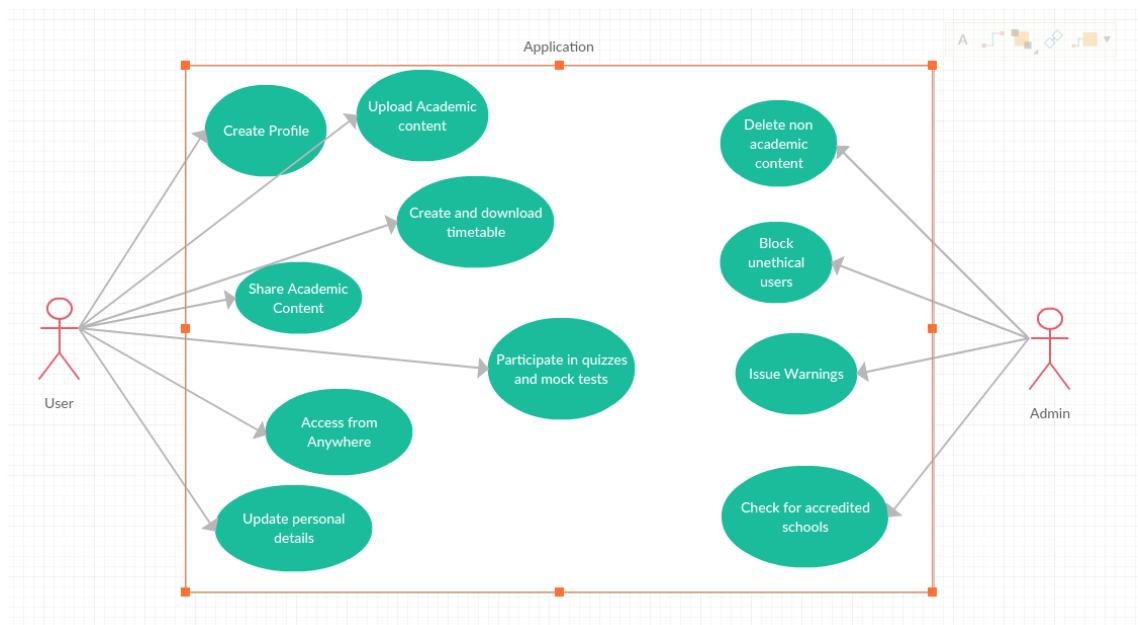 Application
A
Create Profile
Upload Academic
content
Create and download
timetable
Share Academic
Content
Participate in quizzes
and mock tests
Access from
Anywhere
Update personal
details
User
Delete non
academic
content
Block
unethical
users
Issue Warnings
Check for accredited
schools
Admin